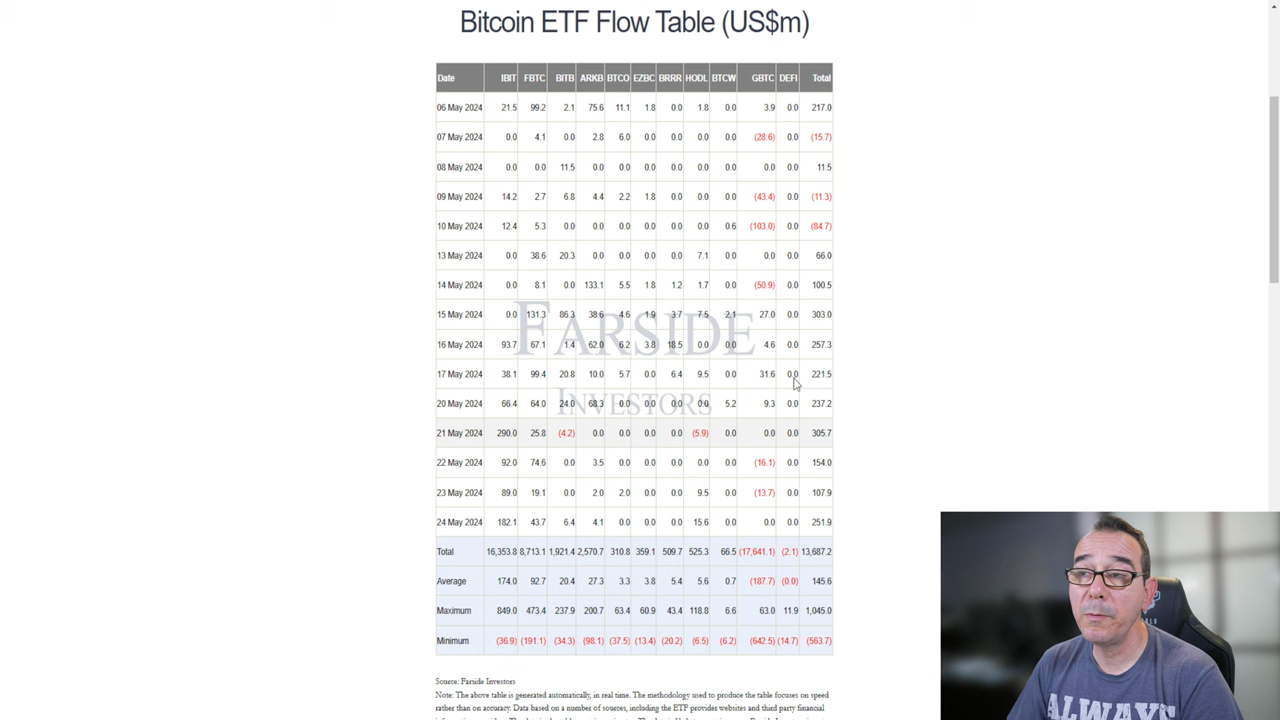 Bitcoin ETF Flow Table (US$m)
Date IBIT FBTC BITB ARKB BTCO EZBC BRRR HODL BTCW GBTC DEFI Total
06 May 2024 21.5 99.2 2.1 75.6 11.1 1.8 0.0 1.8 0.0 3.9 0.0 217.0
07 May 2024 0.0 4.1 0.0 2.8 6.0 0.0 0.0 0.0 0.0 (28.6) 0.0 (15.7)
08 May 2024 0.0 0.0 11.5 0.0 0.0 0.0 0.0 0.0 0.0 0.0 0.0 11.5
09 May 2024 14.2 2.7 6.8 4.4 2.2 1.8 0.0 0.0 0.0 (43.4) 0.0 (11.3)
10 May 2024 12.4 5.3 0.0 0.0 0.0 0.0 0.0 0.0 0.6 (103.0) 0.0 (84.7)
13 May 2024 0.0 38.6 20.3 0.0 0.0 0.0 0.0 7.1 0.0 0.0 0.0 66.0
14 May 2024 0.0 8.1 0.0 133.1 5.5 1.8 1.2 1.7 0.0 (50.9) 0.0 100.5
15 May 2024 0.0 131.3 86.3 38.6 4.6 1.9 3.7 7.5 2.1 27.0 0.0 303.0
FARSIDE
16 May 2024 93.7 67.1 1.4 62.0 6.2 3.8 18.5 0.0 0.0 4.6 0.0 257.3
17 May 2024 38.1 99.4 20.8 10.0 5.7 0.0 6.4 9.5 0.0 31.6 0.0 221.5
20 May 2024 66.4 64.0 24.0 68.3 0.0 0.0 0.0 0.0 5.2 9.3 0.0 237.2
INVESTORS
21 May 2024 290.0 25.8 (4.2) 0.0 0.0 0.0 0.0 (5.9) 0.0 0.0 0.0 305.7
22 May 2024 92.0 74.6 0.0 3.5 0.0 0.0 0.0 0.0 0.0 (16.1) 0.0 154.0
23 May 2024 89.0 19.1 0.0 2.0 2.0 0.0 0.0 9.5 0.0 (13.7) 0.0 107.9
24 May 2024 182.1 43.7 6.4 4.1 0.0 0.0 0.0 15.6 0.0 0.0 0.0 251.9
Total 16,353.8 8,713.1 1,921.4 2,570.7 310.8 359.1 509.7 525.3 66.5 (17,641.1) (2.1) 13,687.2
Average 174.0 92.7 20.4 27.3 3.3 3.8 5.4 5.6 0.7 (187.7) (0.0) 145.6
Maximum 849.0 473.4 237.9 200.7 63.4 60.9 43.4 118.8 6.6 63.0 11.9 1,045.0
Minimum (36.9) (191.1) (34.3) (98.1) (37.5) (13.4) (20.2) (6.5) (6.2) (642.5) (14.7) (563.7)
Source: Farside Investors
Note: The above table is generated automatically, in real time. The methodology used to produce the table focuses on speed
rather than on accuracy. Data based on a number of sources, including the ETF provider websites and third party financial
ALWAYS